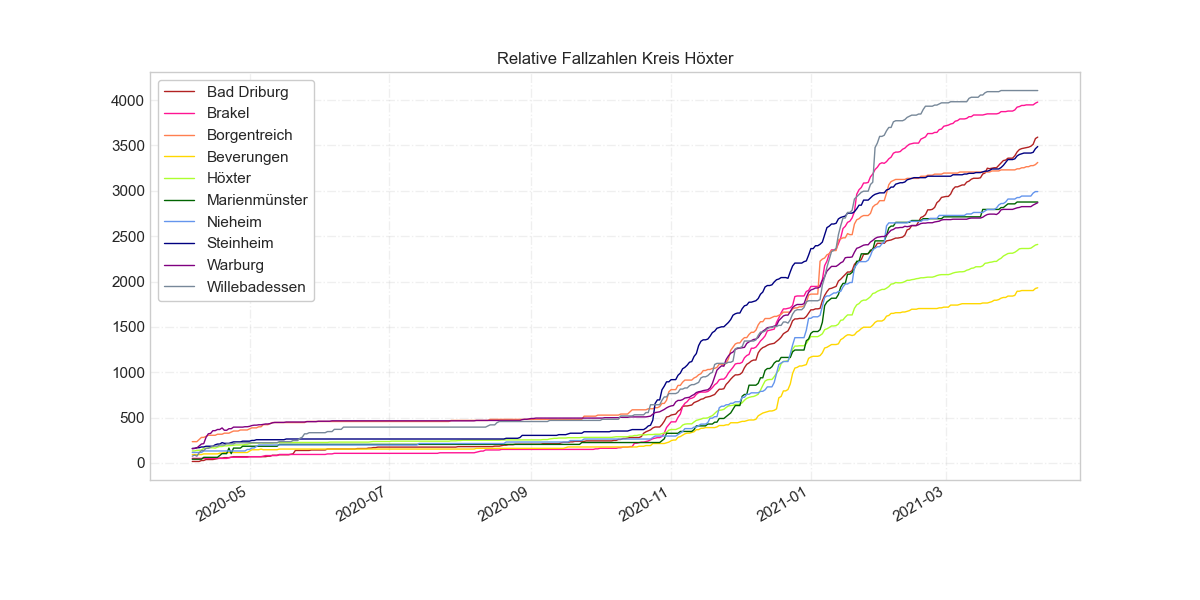 Relative Fallzahlen Kreis Höxter
Bad Driburg
Brakel
Borgentreich
Beverungen
Höxter
Marienmünster
Nieheim
Steinheim
Warburg
Willebadessen
4000
3500
3000
2500
2000
1500
1000
500
0
2020-05
2020-07
2020-09
2020-11
2021-01
2021-03